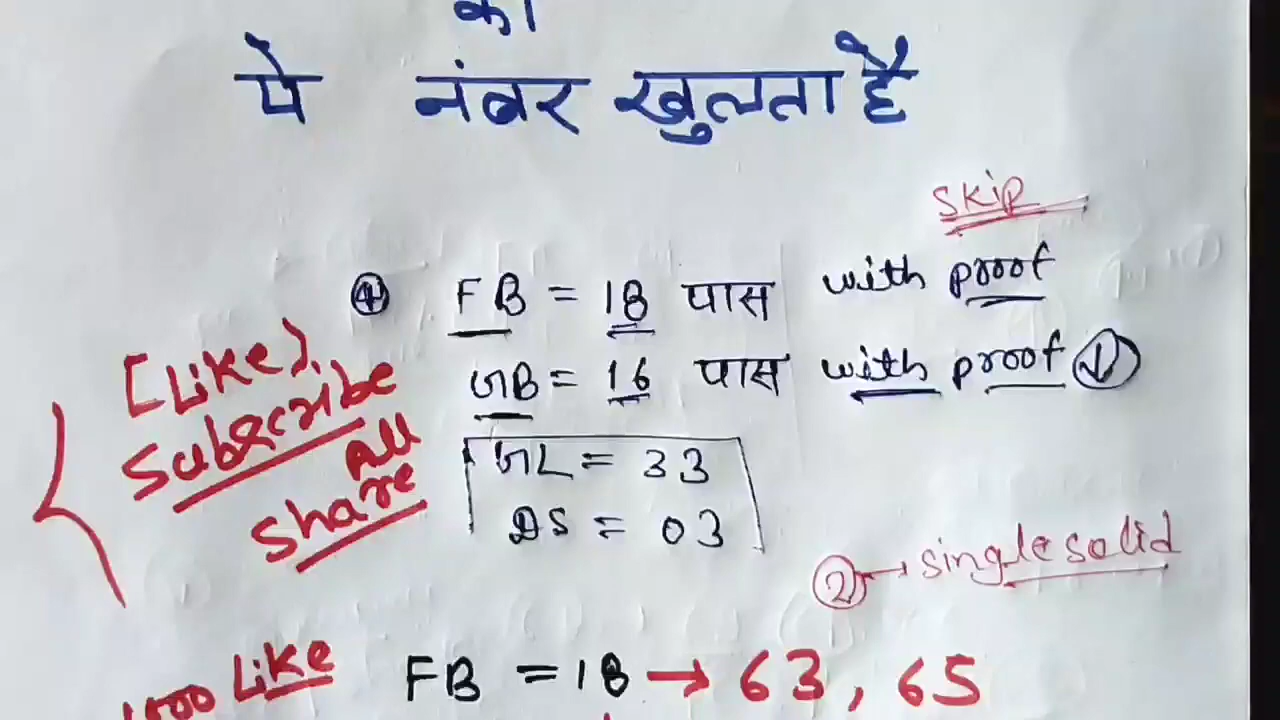 का
पे नंबर खुलता है
skip
④ FB = 18 पास with proof
GB = 16 पास with proof ①
[Like).
Subscribe
All
Share
GL = 33
DS = 03
② → single solid
1000 Like
FB = 18 → 63, 65